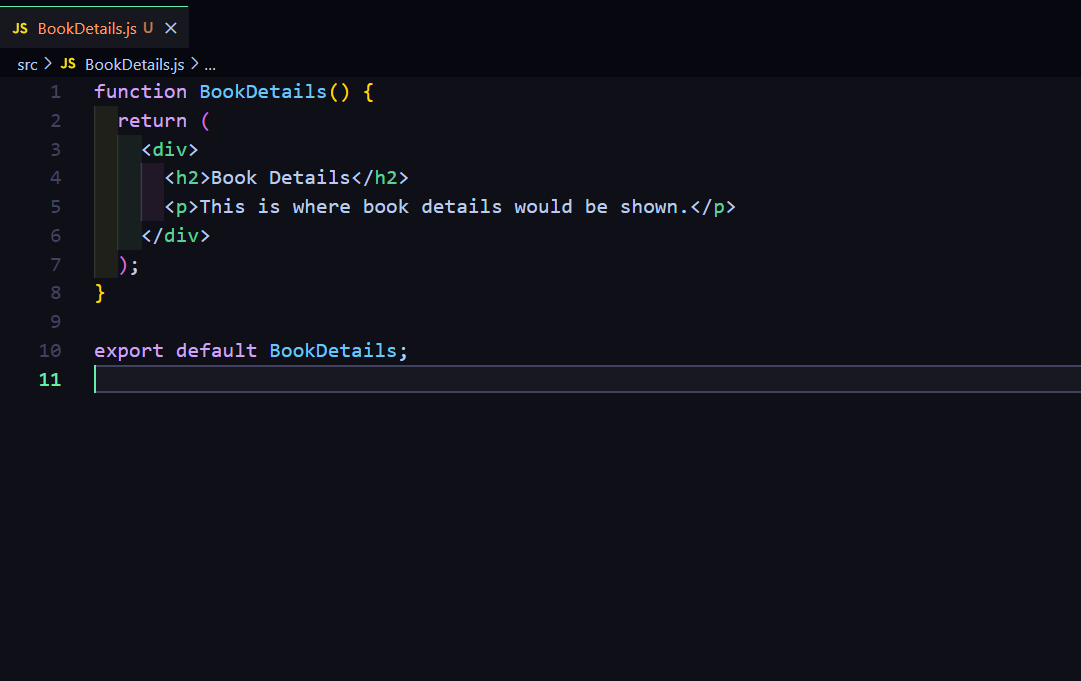 JS BookDetails.js U
src > JS BookDetails.js > ...
1 function BookDetails() {
2   return (
3     <div>
4       <h2>Book Details</h2>
5       <p>This is where book details would be shown.</p>
6     </div>
7   );
8 }
9
10 export default BookDetails;
11